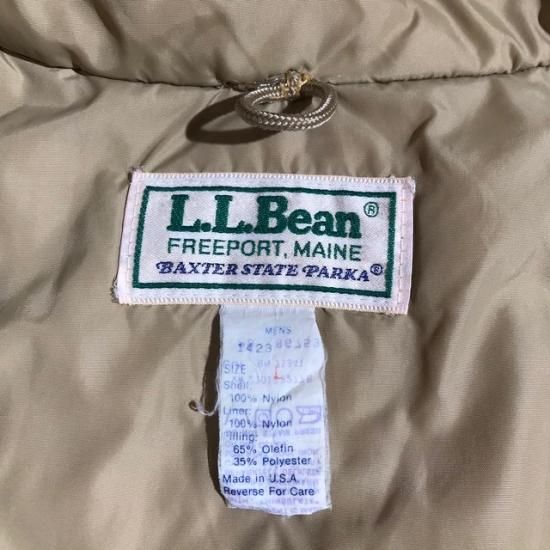 L.L.Bean®
FREEPORT, MAINE
BAXTER STATE PARKA®
MENS
SIZE
Shell:
100% Nylon
Liner:
100% Nylon
Filling:
65% Olefin
35% Polyester
Made in U.S.A.
Reverse For Care